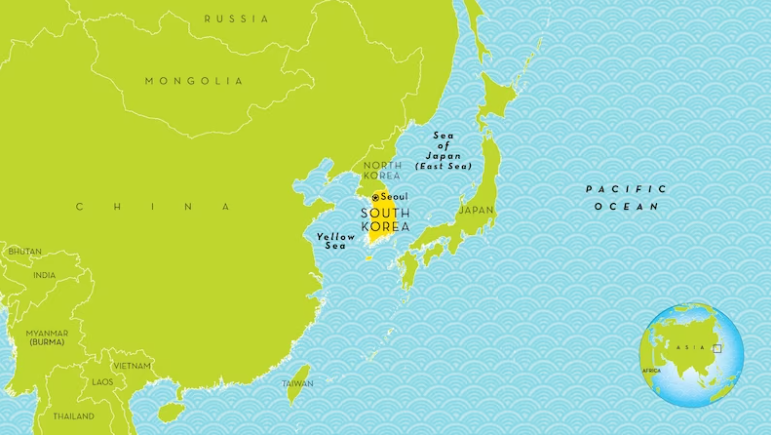 RUSSIA
MONGOLIA
Sea
of
Japan
(East Sea)
NORTH
KOREA
Seoul
PACIFIC
OCEAN
CHINA
SOUTH
KOREA
JAPAN
Yellow
Sea
BHUTAN
INDIA
MYANMAR
(BURMA)
VIETNAM
LAOS
TAIWAN
THAILAND
ASIA
AFRICA